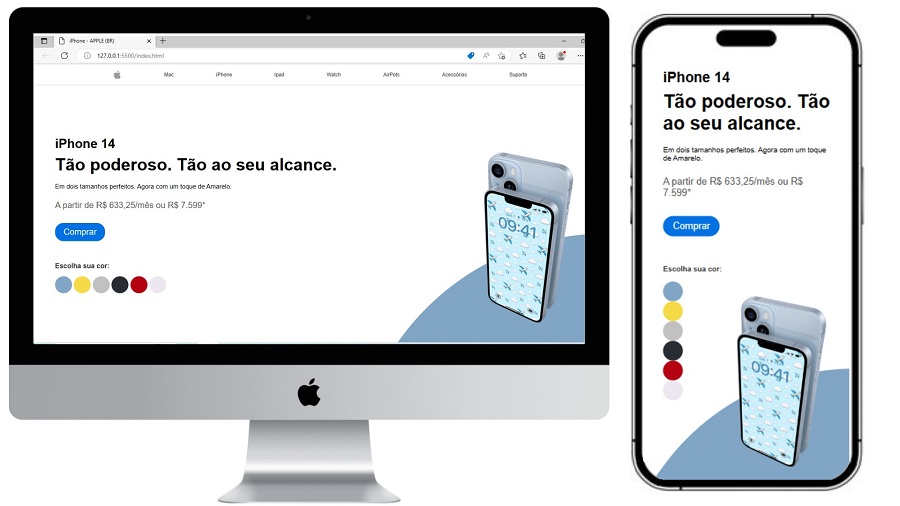 iPhone - APPLE (BR)
127.0.0.1:5500/index.html
Mac iPhone Ipad Watch AirPots Acessórios Suporte
iPhone 14
Tão poderoso. Tão ao seu alcance.
Em dois tamanhos perfeitos. Agora com um toque de Amarelo.
A partir de R$ 633,25/mês ou R$ 7.599*
Comprar
Escolha sua cor:
09:41
iPhone 14
Tão poderoso. Tão
ao seu alcance.
Em dois tamanhos perfeitos. Agora com um toque
de Amarelo.
A partir de R$ 633,25/mês ou R$
7.599*
Comprar
Escolha sua cor:
09:41